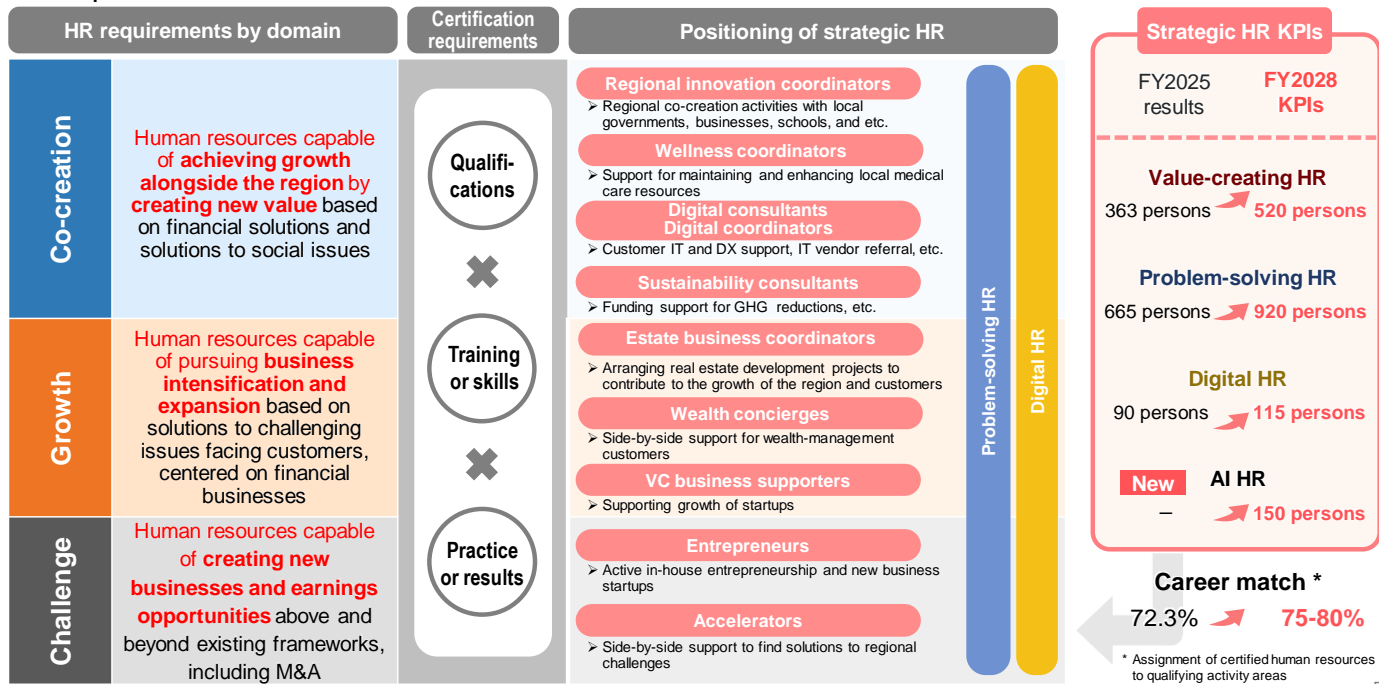 HR requirements by domain
Certification
requirements
Positioning of strategic HR
Co-creation
Human resources capable
of achieving growth
alongside the region by
creating new value based
on financial solutions and
solutions to social issues
Growth
Human resources capable
of pursuing business
intensification and
expansion based on
solutions to challenging
issues facing customers,
centered on financial
businesses
Challenge
Human resources capable
of creating new
businesses and earnings
opportunities above and
beyond existing frameworks,
including M&A
Qualifi-
cations
Training
or skills
Practice
or results
Regional innovation coordinators
➢ Regional co-creation activities with local
governments, businesses, schools, and etc.
Wellness coordinators
➢ Support for maintaining and enhancing local medical
care resources
Digital consultants
Digital coordinators
➢ Customer IT and DX support, IT vendor referral, etc.
Sustainability consultants
➢ Funding support for GHG reductions, etc.
Estate business coordinators
➢ Arranging real estate development projects to
contribute to the growth of the region and customers
Wealth concierges
➢ Side-by-side support for wealth-management
customers
VC business supporters
➢ Supporting growth of startups
Entrepreneurs
➢ Active in-house entrepreneurship and new business
startups
Accelerators
➢ Side-by-side support to find solutions to regional
challenges
Problem-solving HR
Digital HR
Strategic HR KPIs
FY2025
results
FY2028
KPIs
Value-creating HR
363 persons 520 persons
Problem-solving HR
665 persons 920 persons
Digital HR
90 persons 115 persons
New AI HR
– 150 persons
Career match *
72.3% 75-80%
* Assignment of certified human resources
to qualifying activity areas